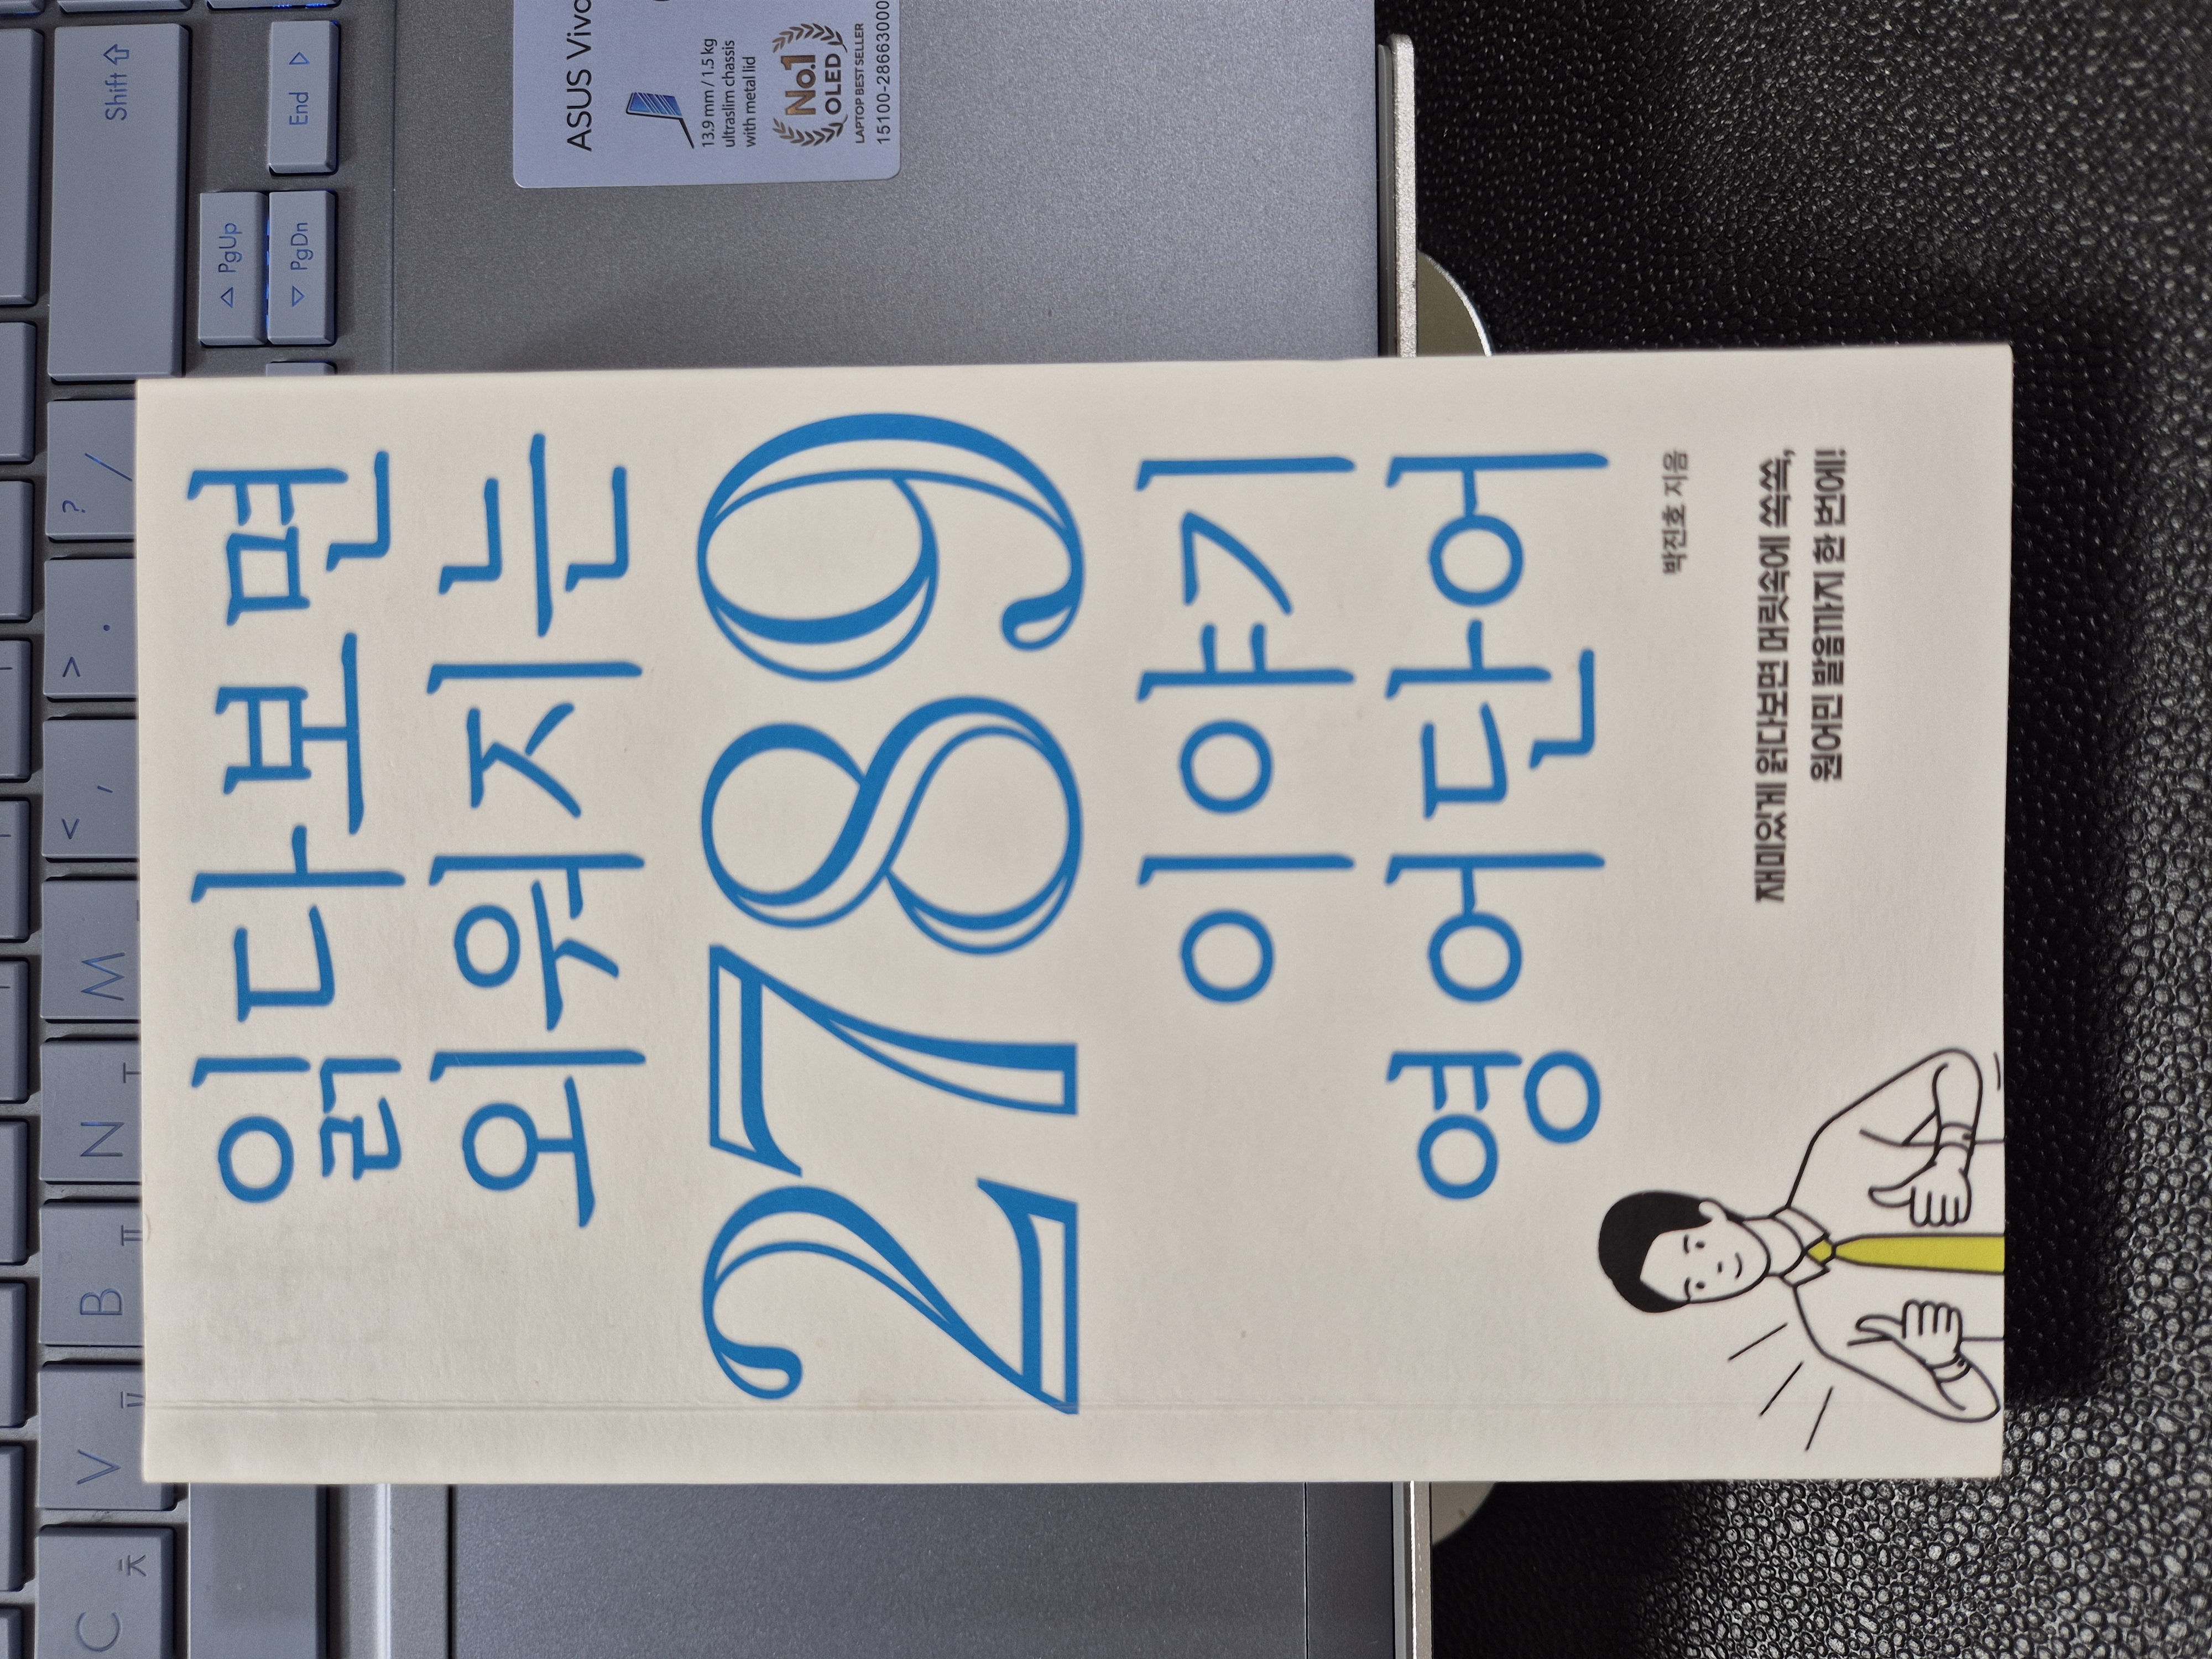 읽다보면
외워지는
2789
이야기
영어단어
박진호 지음
재미있게 읽다보면 머릿속에 쏙쏙,
원어민 발음까지 한 번에!
ASUS Vivo
13.9 mm / 1.5 kg
ultraslim chassis
with metal lid
No.1
OLED
LAPTOP BEST SELLER
15100-28663000
Shift
End
PgUp
PgDn
? /
> .
< ,
M
N
B
V
C ㅊ